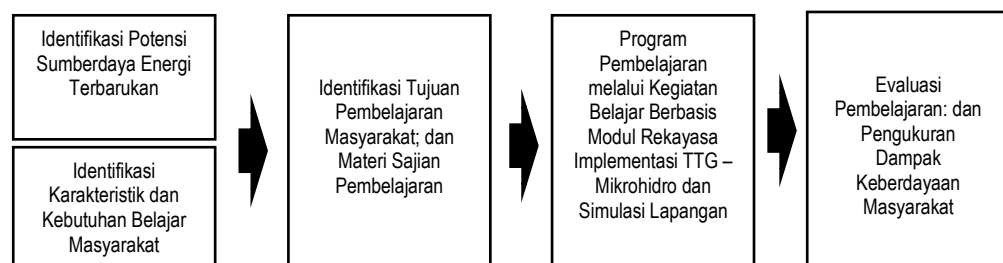 Identifikasi Potensi
Sumberdaya Energi
Terbarukan
Identifikasi
Karakteristik dan
Kebutuhan Belajar
Masyarakat
Identifikasi Tujuan
Pembelajaran
Masyarakat; dan
Materi Sajian
Pembelajaran
Program
Pembelajaran
melalui Kegiatan
Belajar Berbasis
Modul Rekayasa
Implementasi TTG –
Mikrohidro dan
Simulasi Lapangan
Evaluasi
Pembelajaran: dan
Pengukuran
Dampak
Keberdayaan
Masyarakat